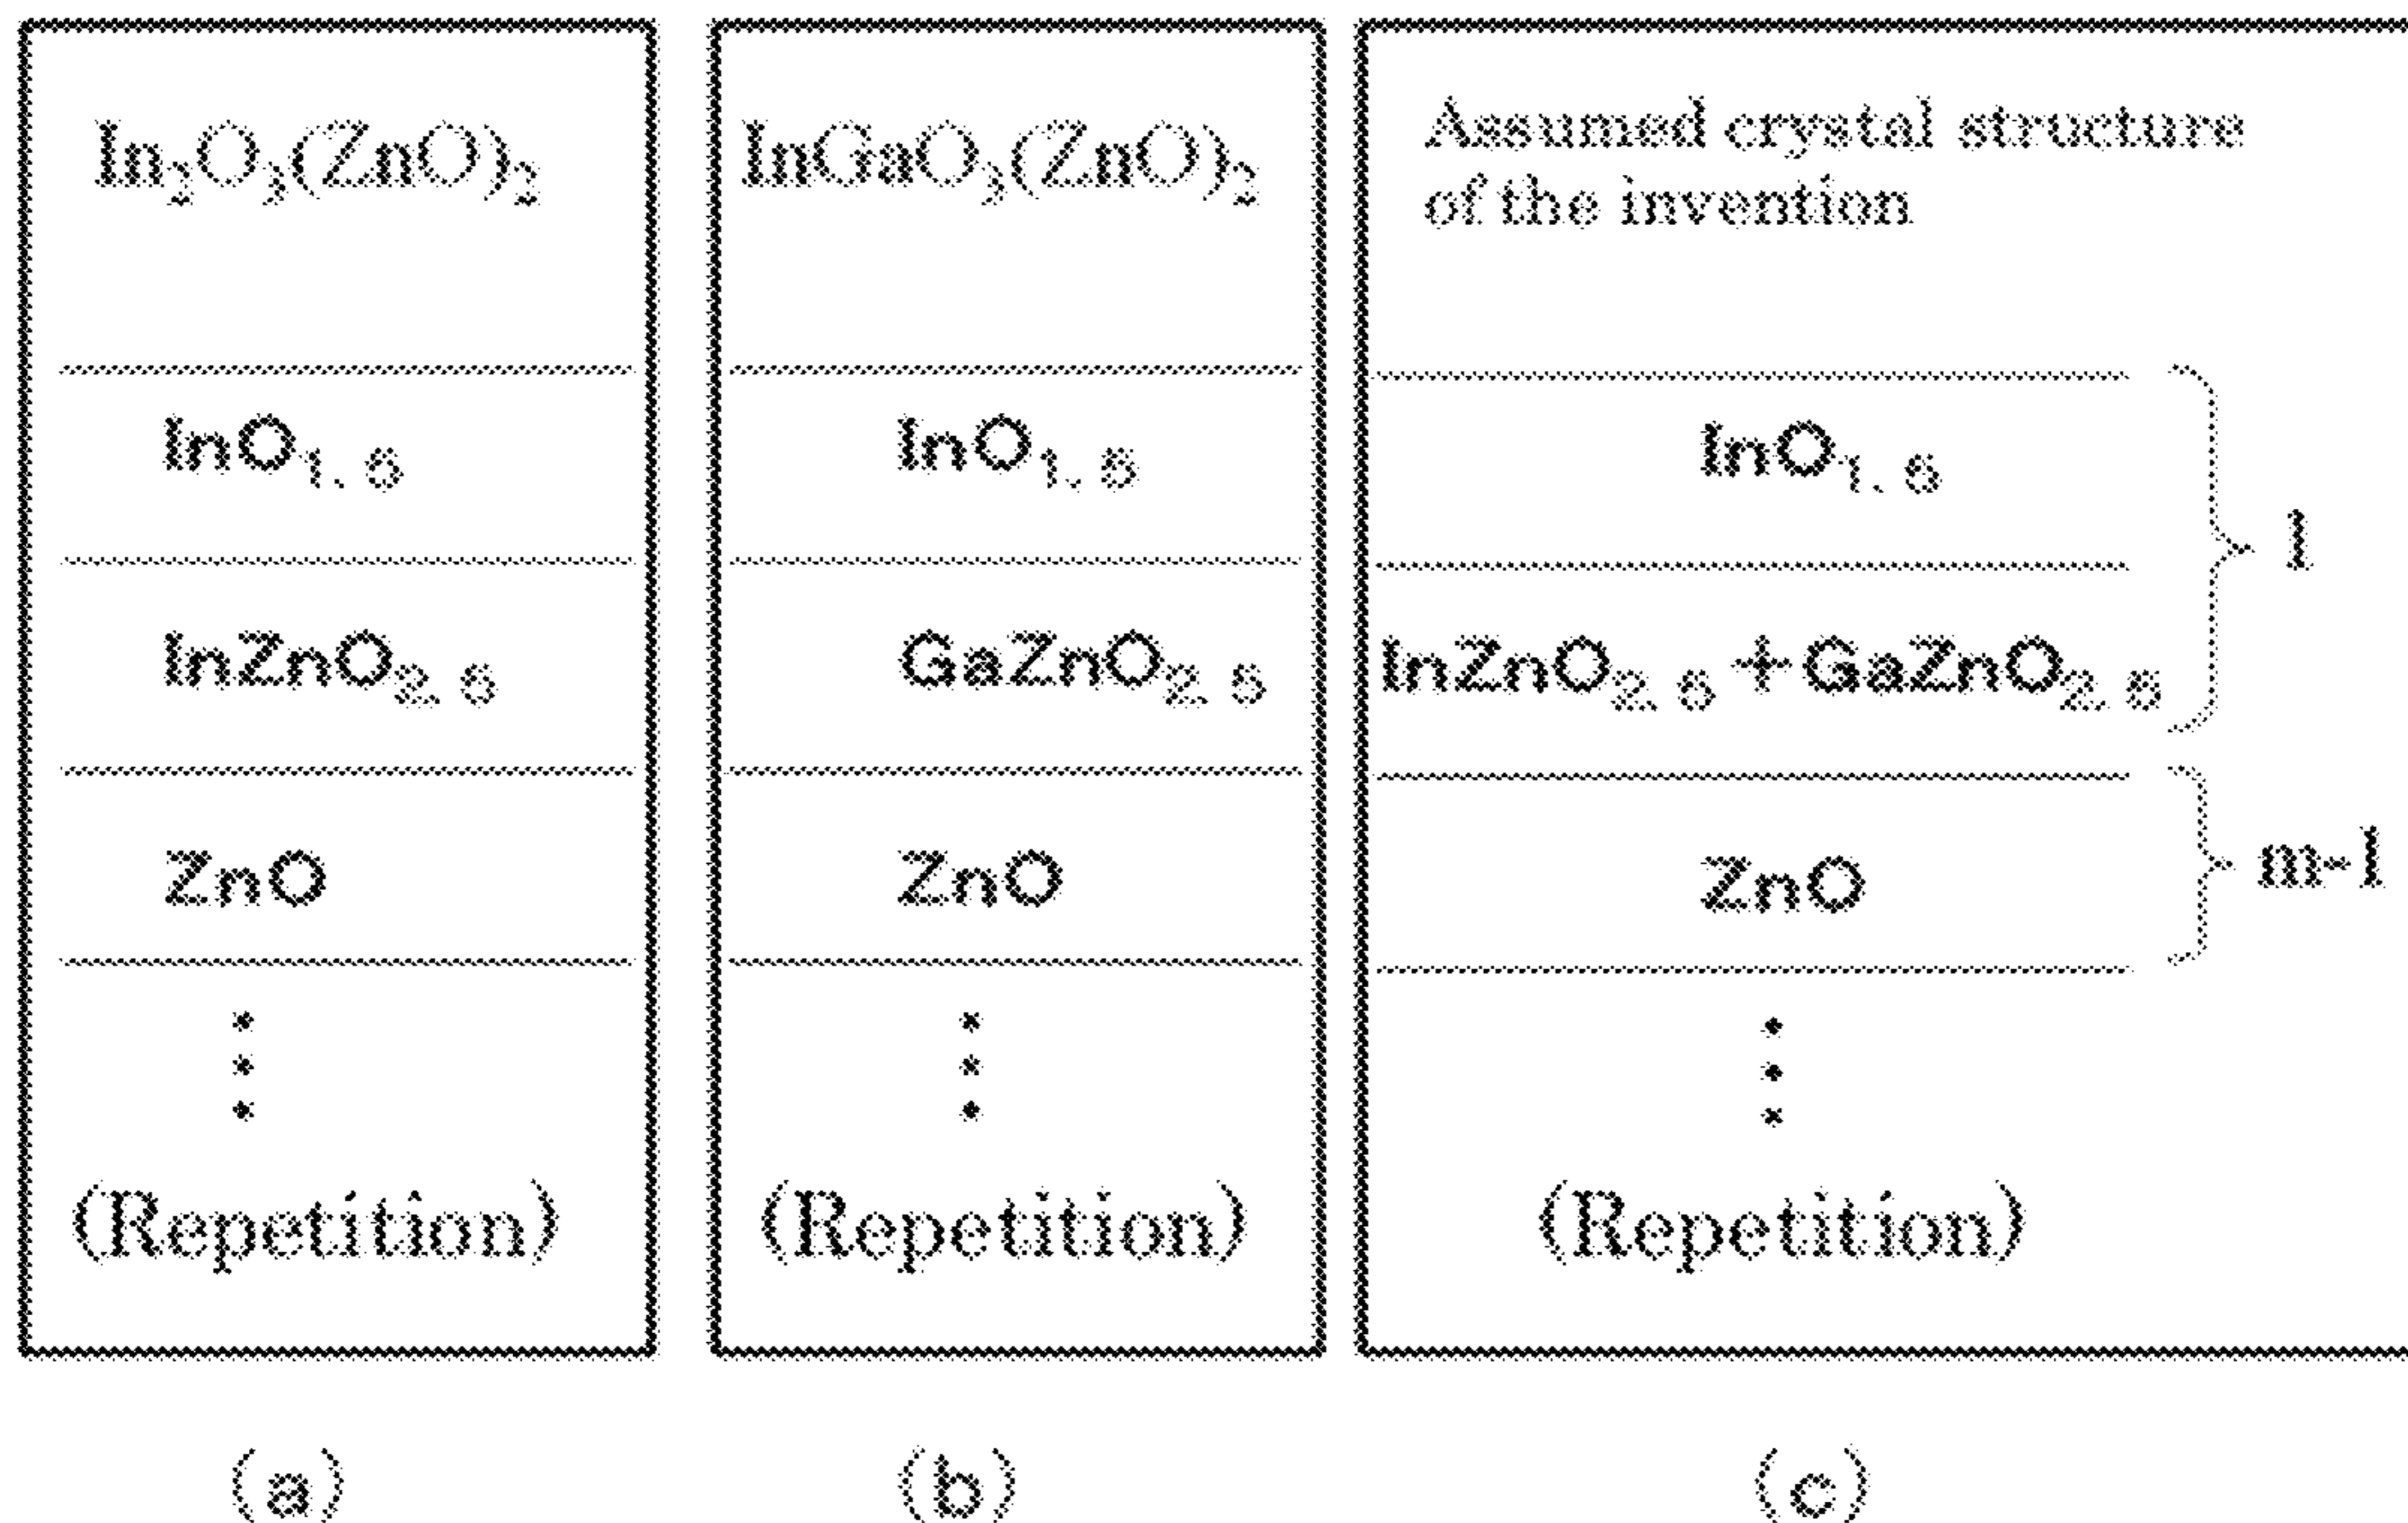 In₂O₃(ZnO)₂
InO₁.₅
InZnO₂.₅
ZnO
(Repetition)
(a)
InGaO₃(ZnO)₂
InO₁.₅
GaZnO₂.₅
ZnO
(Repetition)
(b)
Assumed crystal structure
of the invention
InO₁.₅
InZnO₂.₅+GaZnO₂.₅
1
ZnO
m-1
(Repetition)
(c)